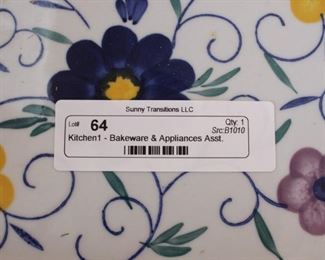 Sunny Transitions LLC
Lot# 64 Qty: 1
Src:B1010
Kitchen1 - Bakeware & Appliances Asst.